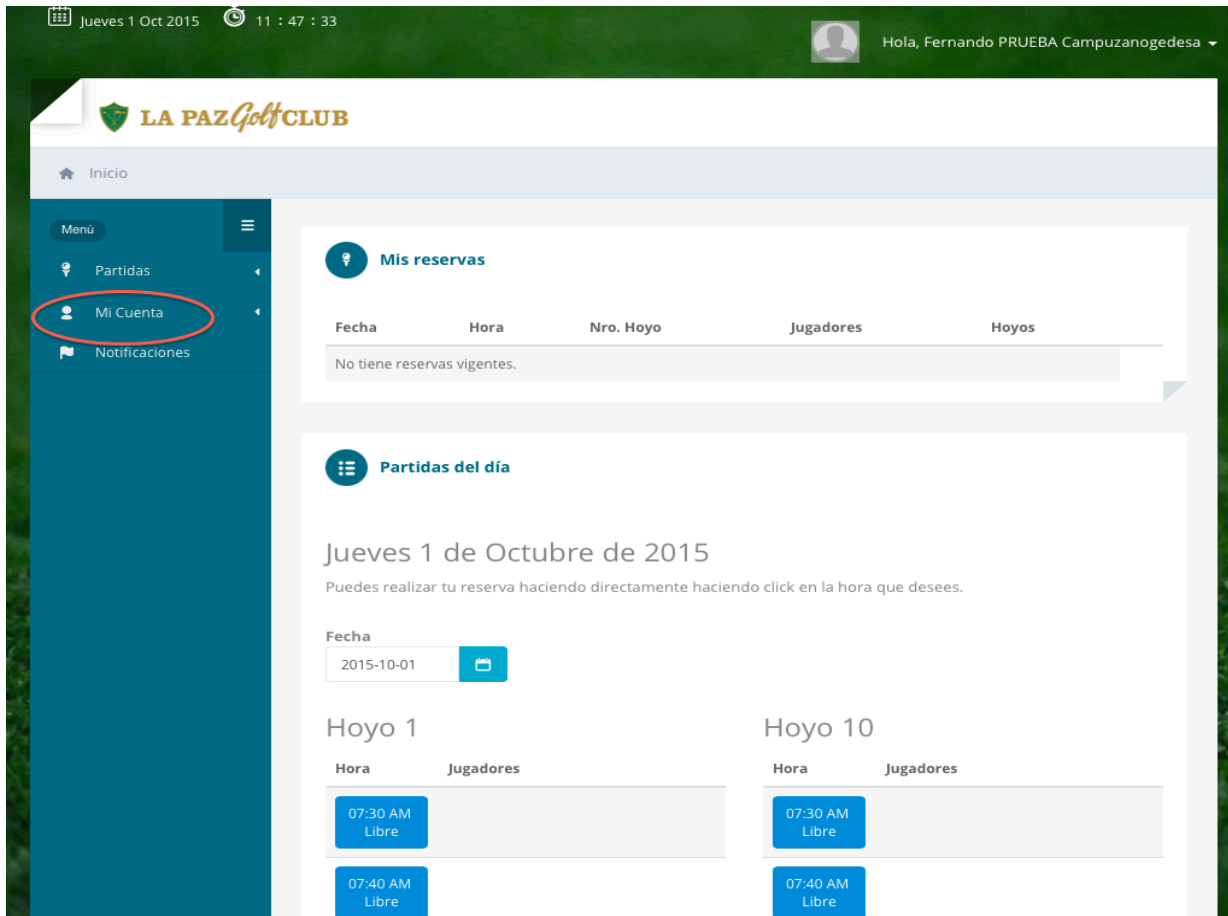 Jueves 1 Oct 2015 11 : 47 : 33
Hola, Fernando PRUEBA Campuzanogedesa
LA PAZ Golf CLUB
Inicio
Menú
Partidas
Mi Cuenta
Notificaciones
Mis reservas
Fecha Hora Nro. Hoyo Jugadores Hoyos
No tiene reservas vigentes.
Partidas del día
Jueves 1 de Octubre de 2015
Puedes realizar tu reserva haciendo directamente haciendo click en la hora que desees.
Fecha
2015-10-01
Hoyo 1
Hora Jugadores
07:30 AM
Libre
07:40 AM
Libre
Hoyo 10
Hora Jugadores
07:30 AM
Libre
07:40 AM
Libre